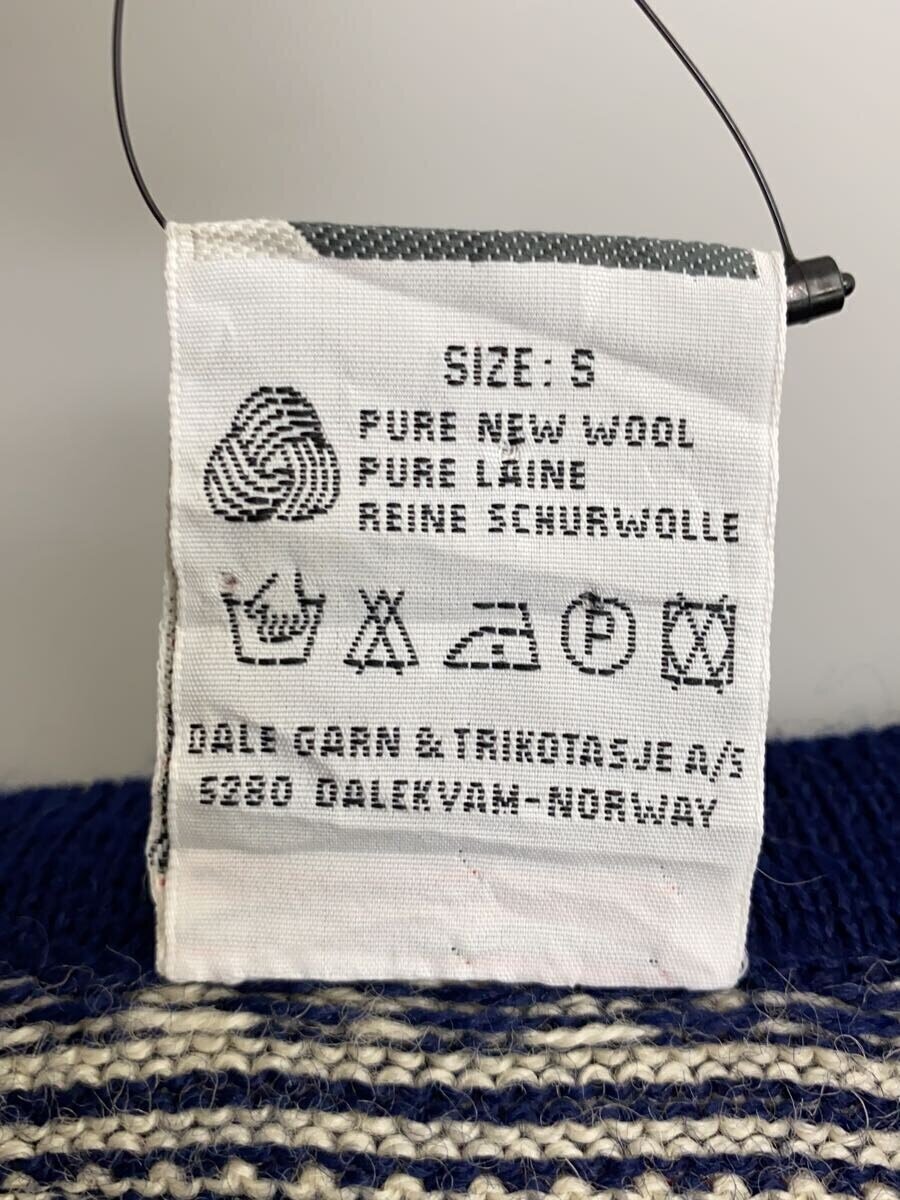 SIZE: S
PURE NEW WOOL
PURE LAINE
REINE SCHURWOLLE
P
DALE GARN & TRIKOTASJE A/S
5280 DALEKVAM-NORWAY